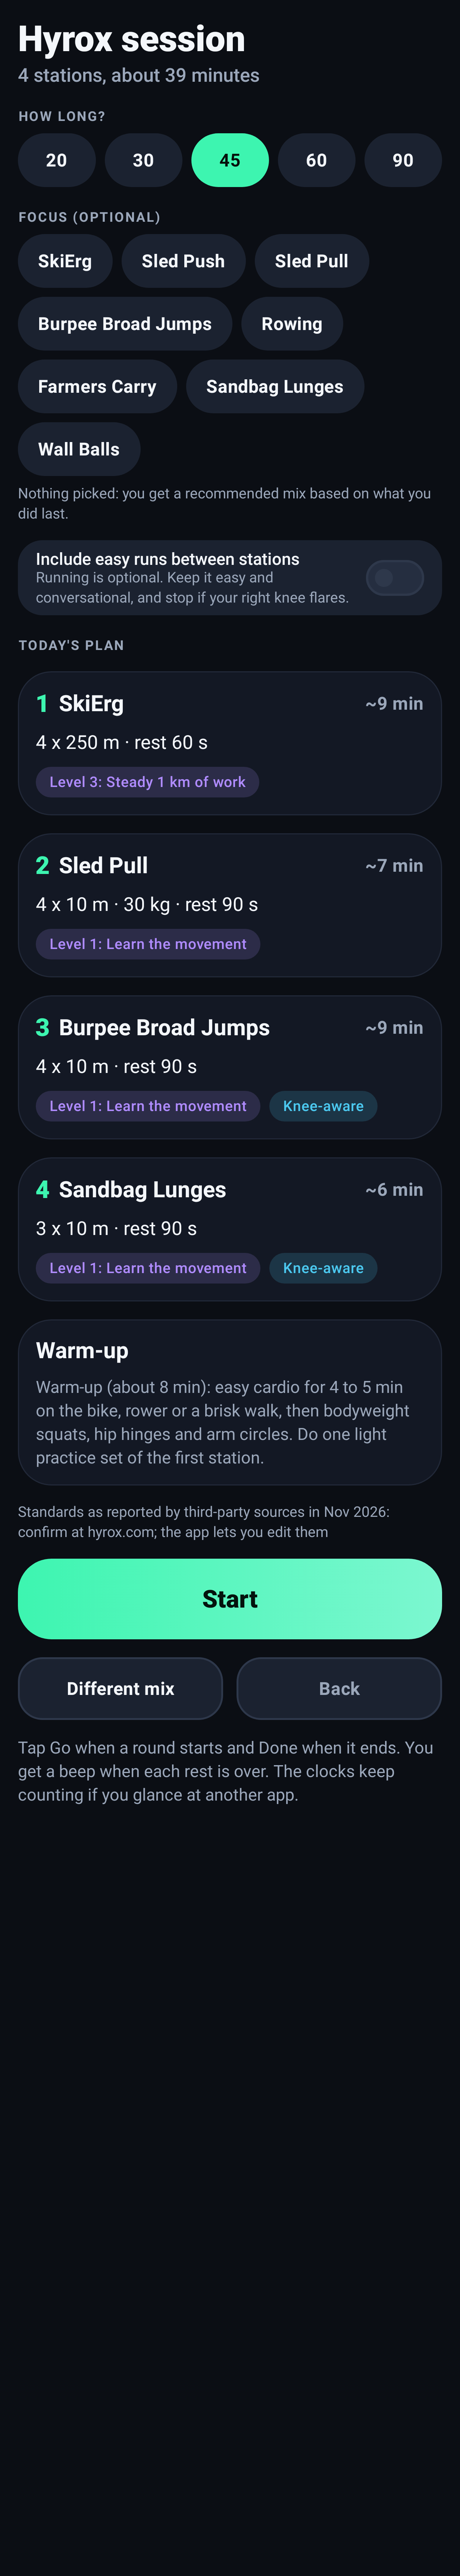 Hyrox session
4 stations, about 39 minutes
HOW LONG?
20 30 45 60 90
FOCUS (OPTIONAL)
SkiErg Sled Push Sled Pull
Burpee Broad Jumps Rowing
Farmers Carry Sandbag Lunges
Wall Balls
Nothing picked: you get a recommended mix based on what you
did last.
Include easy runs between stations
Running is optional. Keep it easy and
conversational, and stop if your right knee flares.
TODAY'S PLAN
1 SkiErg ~9 min
4 x 250 m · rest 60 s
Level 3: Steady 1 km of work
2 Sled Pull ~7 min
4 x 10 m · 30 kg · rest 90 s
Level 1: Learn the movement
3 Burpee Broad Jumps ~9 min
4 x 10 m · rest 90 s
Level 1: Learn the movement Knee-aware
4 Sandbag Lunges ~6 min
3 x 10 m · rest 90 s
Level 1: Learn the movement Knee-aware
Warm-up
Warm-up (about 8 min): easy cardio for 4 to 5 min
on the bike, rower or a brisk walk, then bodyweight
squats, hip hinges and arm circles. Do one light
practice set of the first station.
Standards as reported by third-party sources in Nov 2026:
confirm at hyrox.com; the app lets you edit them
Start
Different mix Back
Tap Go when a round starts and Done when it ends. You
get a beep when each rest is over. The clocks keep
counting if you glance at another app.